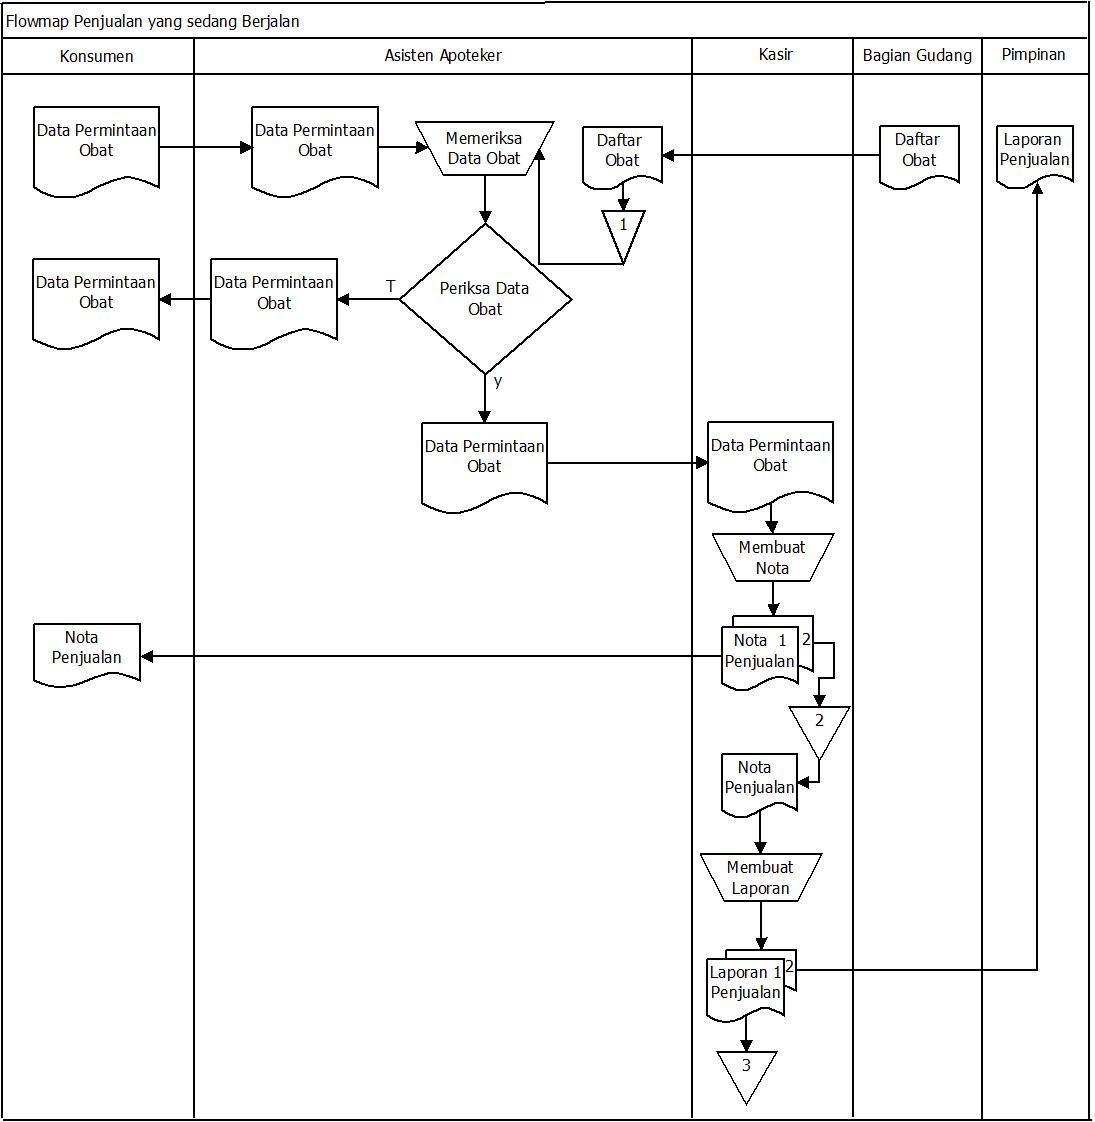 Flowmap Penjualan yang sedang Berjalan
Konsumen
Asisten Apoteker
Kasir
Bagian Gudang
Pimpinan
Data Permintaan
Obat
Data Permintaan
Obat
Memeriksa
Data Obat
Daftar
Obat
Daftar
Obat
Laporan
Penjualan
1
Data Permintaan
Obat
Data Permintaan
Obat
T
Periksa Data
Obat
y
Data Permintaan
Obat
Data Permintaan
Obat
Membuat
Nota
Nota
Penjualan
Nota 1
Penjualan
2
2
Nota
Penjualan
Membuat
Laporan
Laporan 1
Penjualan
2
3